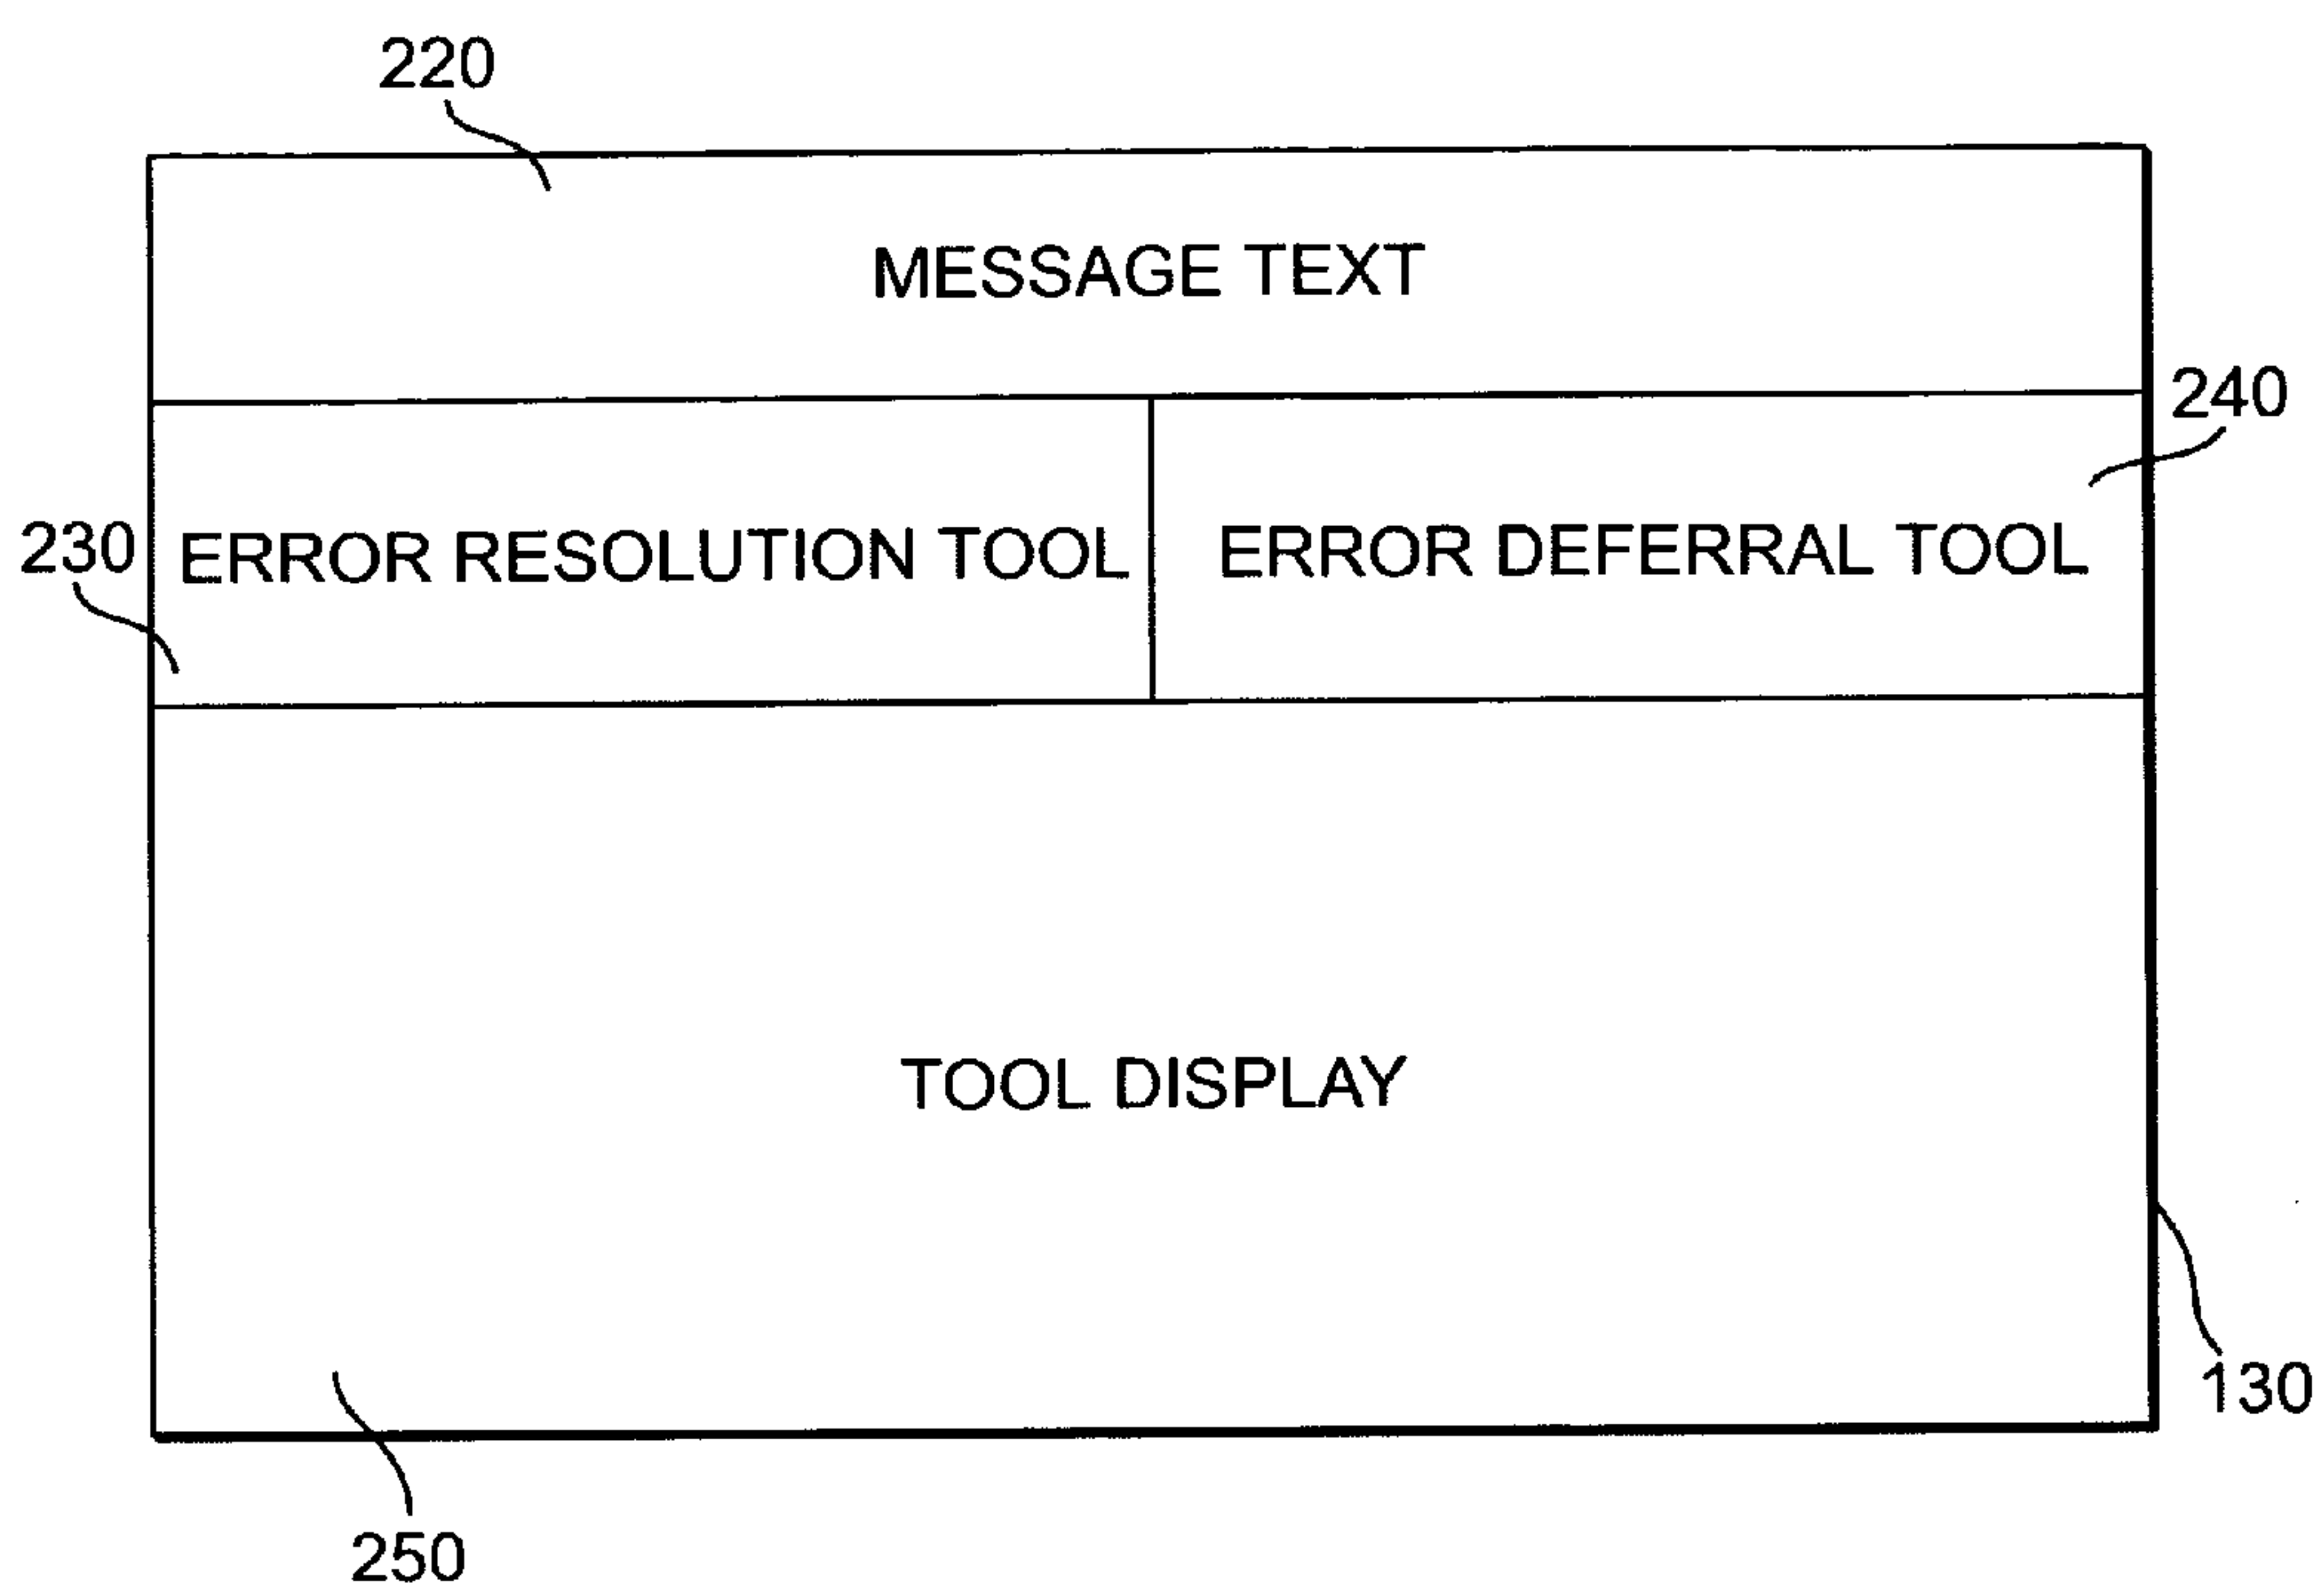 220
MESSAGE TEXT
240
230
ERROR RESOLUTION TOOL
ERROR DEFERRAL TOOL
TOOL DISPLAY
130
250